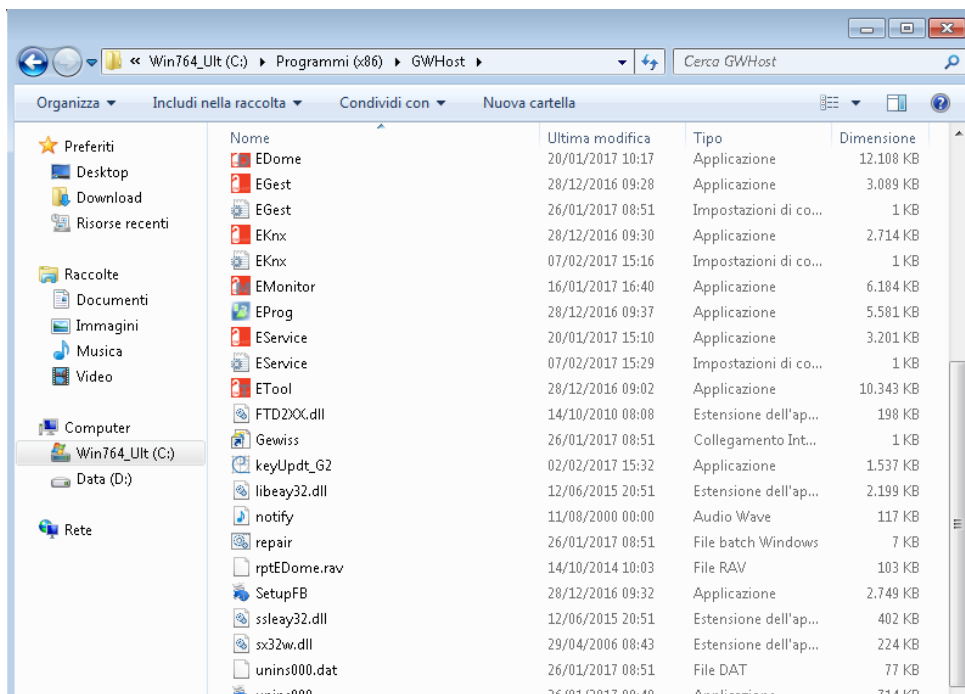 « Win764_Ult (C:) ▸ Programmi (x86) ▸ GWHost ▸ Cerca GWHost
Organizza Includi nella raccolta Condividi con Nuova cartella
Preferiti
Desktop
Download
Risorse recenti
Raccolte
Documenti
Immagini
Musica
Video
Computer
Win764_Ult (C:)
Data (D:)
Rete
Nome Ultima modifica Tipo Dimensione
EDome 20/01/2017 10:17 Applicazione 12.108 KB
EGest 28/12/2016 09:28 Applicazione 3.089 KB
EGest 26/01/2017 08:51 Impostazioni di co... 1 KB
EKnx 28/12/2016 09:30 Applicazione 2.714 KB
EKnx 07/02/2017 15:16 Impostazioni di co... 1 KB
EMonitor 16/01/2017 16:40 Applicazione 6.184 KB
EProg 28/12/2016 09:37 Applicazione 5.581 KB
EService 20/01/2017 15:10 Applicazione 3.201 KB
EService 07/02/2017 15:29 Impostazioni di co... 1 KB
ETool 28/12/2016 09:02 Applicazione 10.343 KB
FTD2XX.dll 14/10/2010 08:08 Estensione dell'ap... 198 KB
Gewiss 26/01/2017 08:51 Collegamento Int... 1 KB
keyUpdt_G2 02/02/2017 15:32 Applicazione 1.537 KB
libeay32.dll 12/06/2015 20:51 Estensione dell'ap... 2.199 KB
notify 11/08/2000 00:00 Audio Wave 117 KB
repair 26/01/2017 08:51 File batch Windows 7 KB
rptEDome.rav 14/10/2014 10:03 File RAV 103 KB
SetupFB 28/12/2016 09:32 Applicazione 2.749 KB
ssleay32.dll 12/06/2015 20:51 Estensione dell'ap... 402 KB
sx32w.dll 29/04/2006 08:43 Estensione dell'ap... 224 KB
unins000.dat 26/01/2017 08:51 File DAT 77 KB